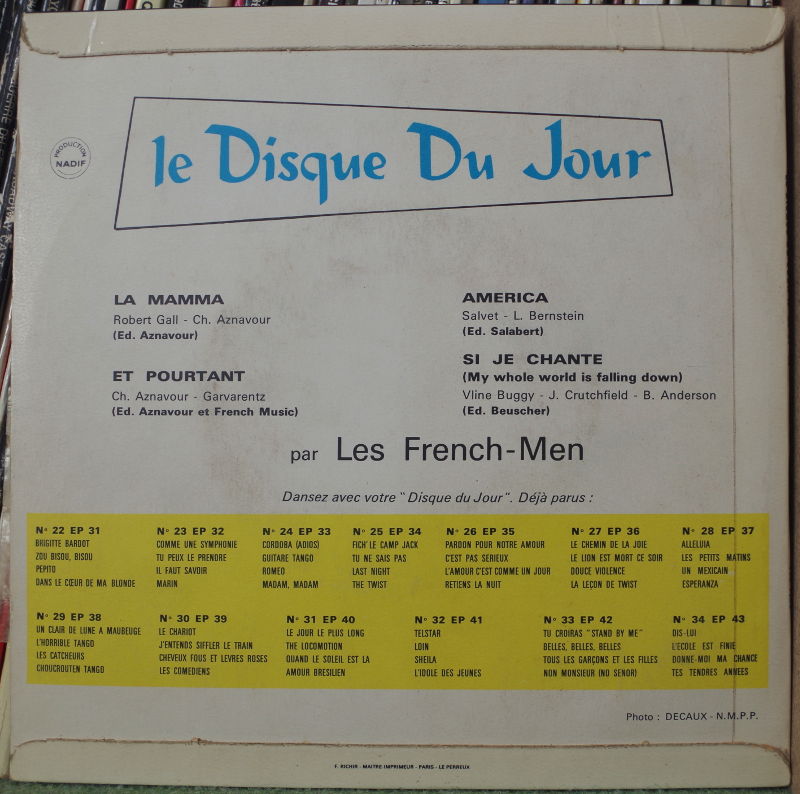 PRODUCTION
NADIF
le Disque Du Jour
LA MAMMA
Robert Gall - Ch. Aznavour
(Ed. Aznavour)
ET POURTANT
Ch. Aznavour - Garvarentz
(Ed. Aznavour et French Music)
AMERICA
Salvet - L. Bernstein
(Ed. Salabert)
SI JE CHANTE
(My whole world is falling down)
Vline Buggy - J. Crutchfield - B. Anderson
(Ed. Beuscher)
par Les French-Men
Dansez avec votre "Disque du Jour". Déjà parus :
N° 22 EP 31
BRIGITTE BARDOT
ZOU BISOU, BISOU
PEPITO
DANS LE CŒUR DE MA BLONDE
N° 23 EP 32
COMME UNE SYMPHONIE
TU PEUX LE PRENDRE
IL FAUT SAVOIR
MARIN
N° 24 EP 33
CORDOBA (ADIOS)
GUITARE TANGO
ROMEO
MADAM, MADAM
N° 25 EP 34
FICH' LE CAMP JACK
TU NE SAIS PAS
LAST NIGHT
THE TWIST
N° 26 EP 35
PARDON POUR NOTRE AMOUR
C'EST PAS SÉRIEUX
L'AMOUR C'EST COMME UN JOUR
RETIENS LA NUIT
N° 27 EP 36
LE CHEMIN DE LA JOIE
LE LION EST MORT CE SOIR
DOUCE VIOLENCE
LA LEÇON DE TWIST
N° 28 EP 37
ALLELUIA
LES PETITS MATINS
UN MEXICAIN
ESPERANZA
N° 29 EP 38
UN CLAIR DE LUNE A MAUBEUGE
L'HORRIBLE TANGO
LES CATCHEURS
CHOUCROUTEN TANGO
N° 30 EP 39
LE CHARIOT
J'ENTENDS SIFFLER LE TRAIN
CHEVEUX FOUS ET LEVRES ROSES
LES COMEDIENS
N° 31 EP 40
LE JOUR LE PLUS LONG
THE LOCOMOTION
QUAND LE SOLEIL EST LA
AMOUR BRESILIEN
N° 32 EP 41
TELSTAR
LOIN
SHEILA
L'IDOLE DES JEUNES
N° 33 EP 42
TU CROIRAS "STAND BY ME"
BELLES, BELLES, BELLES
TOUS LES GARÇONS ET LES FILLES
NON MONSIEUR (NO SENOR)
N° 34 EP 43
DIS-LUI
L'ECOLE EST FINIE
DONNE-MOI MA CHANCE
TES TENDRES ANNEES
Photo : DECAUX - N.M.P.P.
F. RICHIR - MAITRE-IMPRIMEUR - PARIS - LE PERREUX